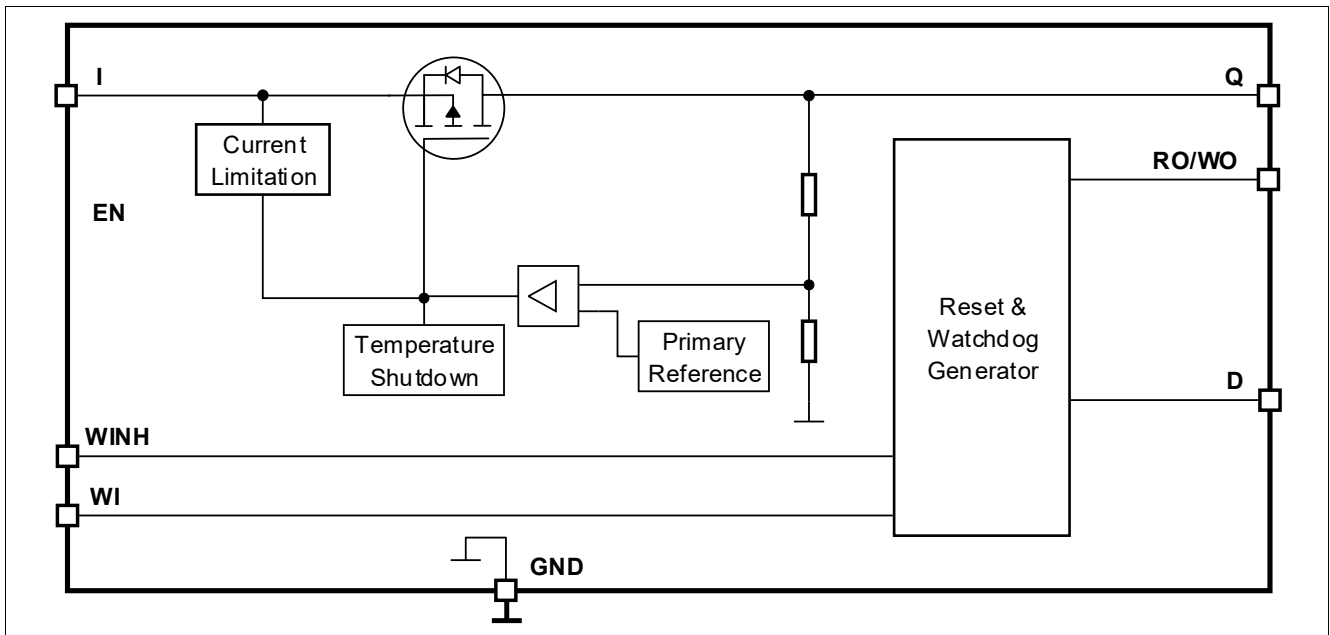 I
Q
Current
Limitation
RO/WO
EN
Reset &
Watchdog
Generator
Temperature
Shutdown
Primary
Reference
D
WINH
WI
GND